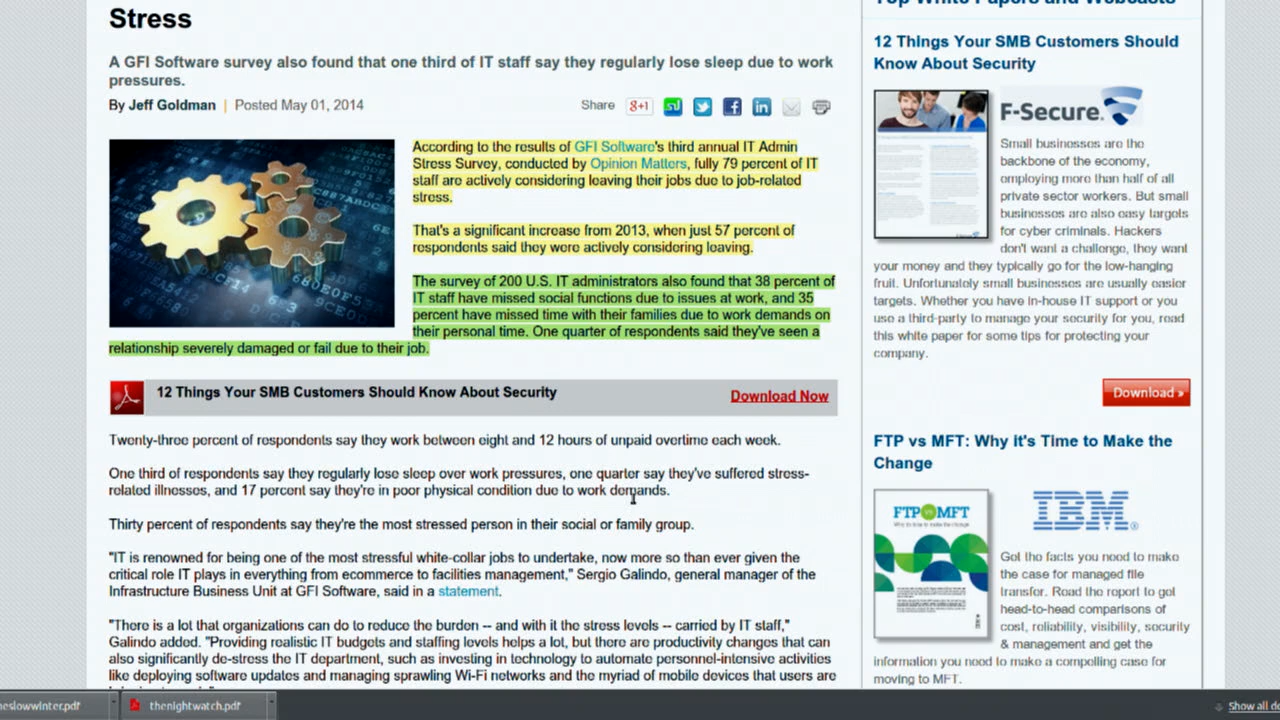 Stress
A GFI Software survey also found that one third of IT staff say they regularly lose sleep due to work
pressures.
By Jeff Goldman | Posted May 01, 2014
Share
g+1
According to the results of GFI Software's third annual IT Admin
Stress Survey, conducted by Opinion Matters, fully 79 percent of IT
staff are actively considering leaving their jobs due to job-related
stress.
That's a significant increase from 2013, when just 57 percent of
respondents said they were actively considering leaving.
The survey of 200 U.S. IT administrators also found that 38 percent of
IT staff have missed social functions due to issues at work, and 35
percent have missed time with their families due to work demands on
their personal time. One quarter of respondents said they've seen a
relationship severely damaged or fail due to their job.
12 Things Your SMB Customers Should Know About Security
Download Now
Twenty-three percent of respondents say they work between eight and 12 hours of unpaid overtime each week.
One third of respondents say they regularly lose sleep over work pressures, one quarter say they've suffered stress-
related illnesses, and 17 percent say they're in poor physical condition due to work demands.
Thirty percent of respondents say they're the most stressed person in their social or family group.
"IT is renowned for being one of the most stressful white-collar jobs to undertake, now more so than ever given the
critical role IT plays in everything from ecommerce to facilities management," Sergio Galindo, general manager of the
Infrastructure Business Unit at GFI Software, said in a statement.
"There is a lot that organizations can do to reduce the burden -- and with it the stress levels -- carried by IT staff,"
Galindo added. "Providing realistic IT budgets and staffing levels helps a lot, but there are productivity changes that can
also significantly de-stress the IT department, such as investing in technology to automate personnel-intensive activities
like deploying software updates and managing sprawling Wi-Fi networks and the myriad of mobile devices that users are
Top White Papers and Webcasts
12 Things Your SMB Customers Should
Know About Security
F-Secure.
Small businesses are the
backbone of the economy,
employing more than half of all
private sector workers. But small
businesses are also easy targets
for cyber criminals. Hackers
don't want a challenge, they want
your money and they typically go for the low-hanging
fruit. Unfortunately small businesses are usually easier
targets. Whether you have in-house IT support or you
use a third-party to manage your security for you, read
this white paper for some tips for protecting your
company.
Download »
FTP vs MFT: Why it's Time to Make the
Change
FTP vs MFT
Why it's time to make the change
IBM®
Get the facts you need to make
the case for managed file
transfer. Read the report to get
head-to-head comparisons of
cost, reliability, visibility, security
& management and get the
information you need to make a compelling case for
moving to MFT.
eslowwinter.pdf
thenightwatch.pdf
Show all do